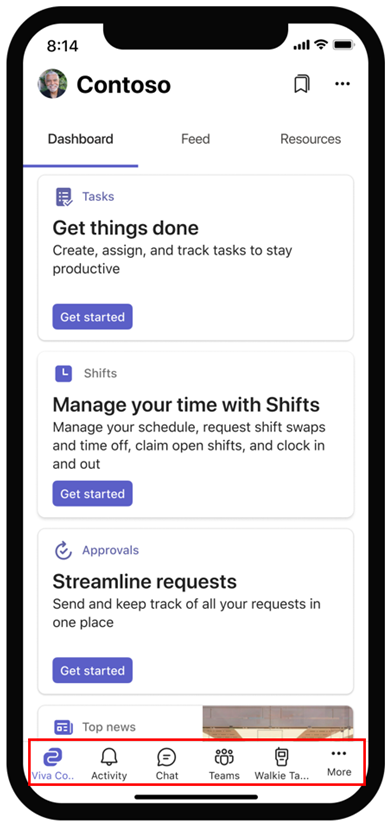 8:14
Contoso
Dashboard Feed Resources
Tasks
Get things done
Create, assign, and track tasks to stay
productive
Get started
Shifts
Manage your time with Shifts
Manage your schedule, request shift swaps
and time off, claim open shifts, and clock in
and out
Get started
Approvals
Streamline requests
Send and keep track of all your requests in
one place
Get started
Top news
Viva Co.. Activity Chat Teams Walkie Ta... More